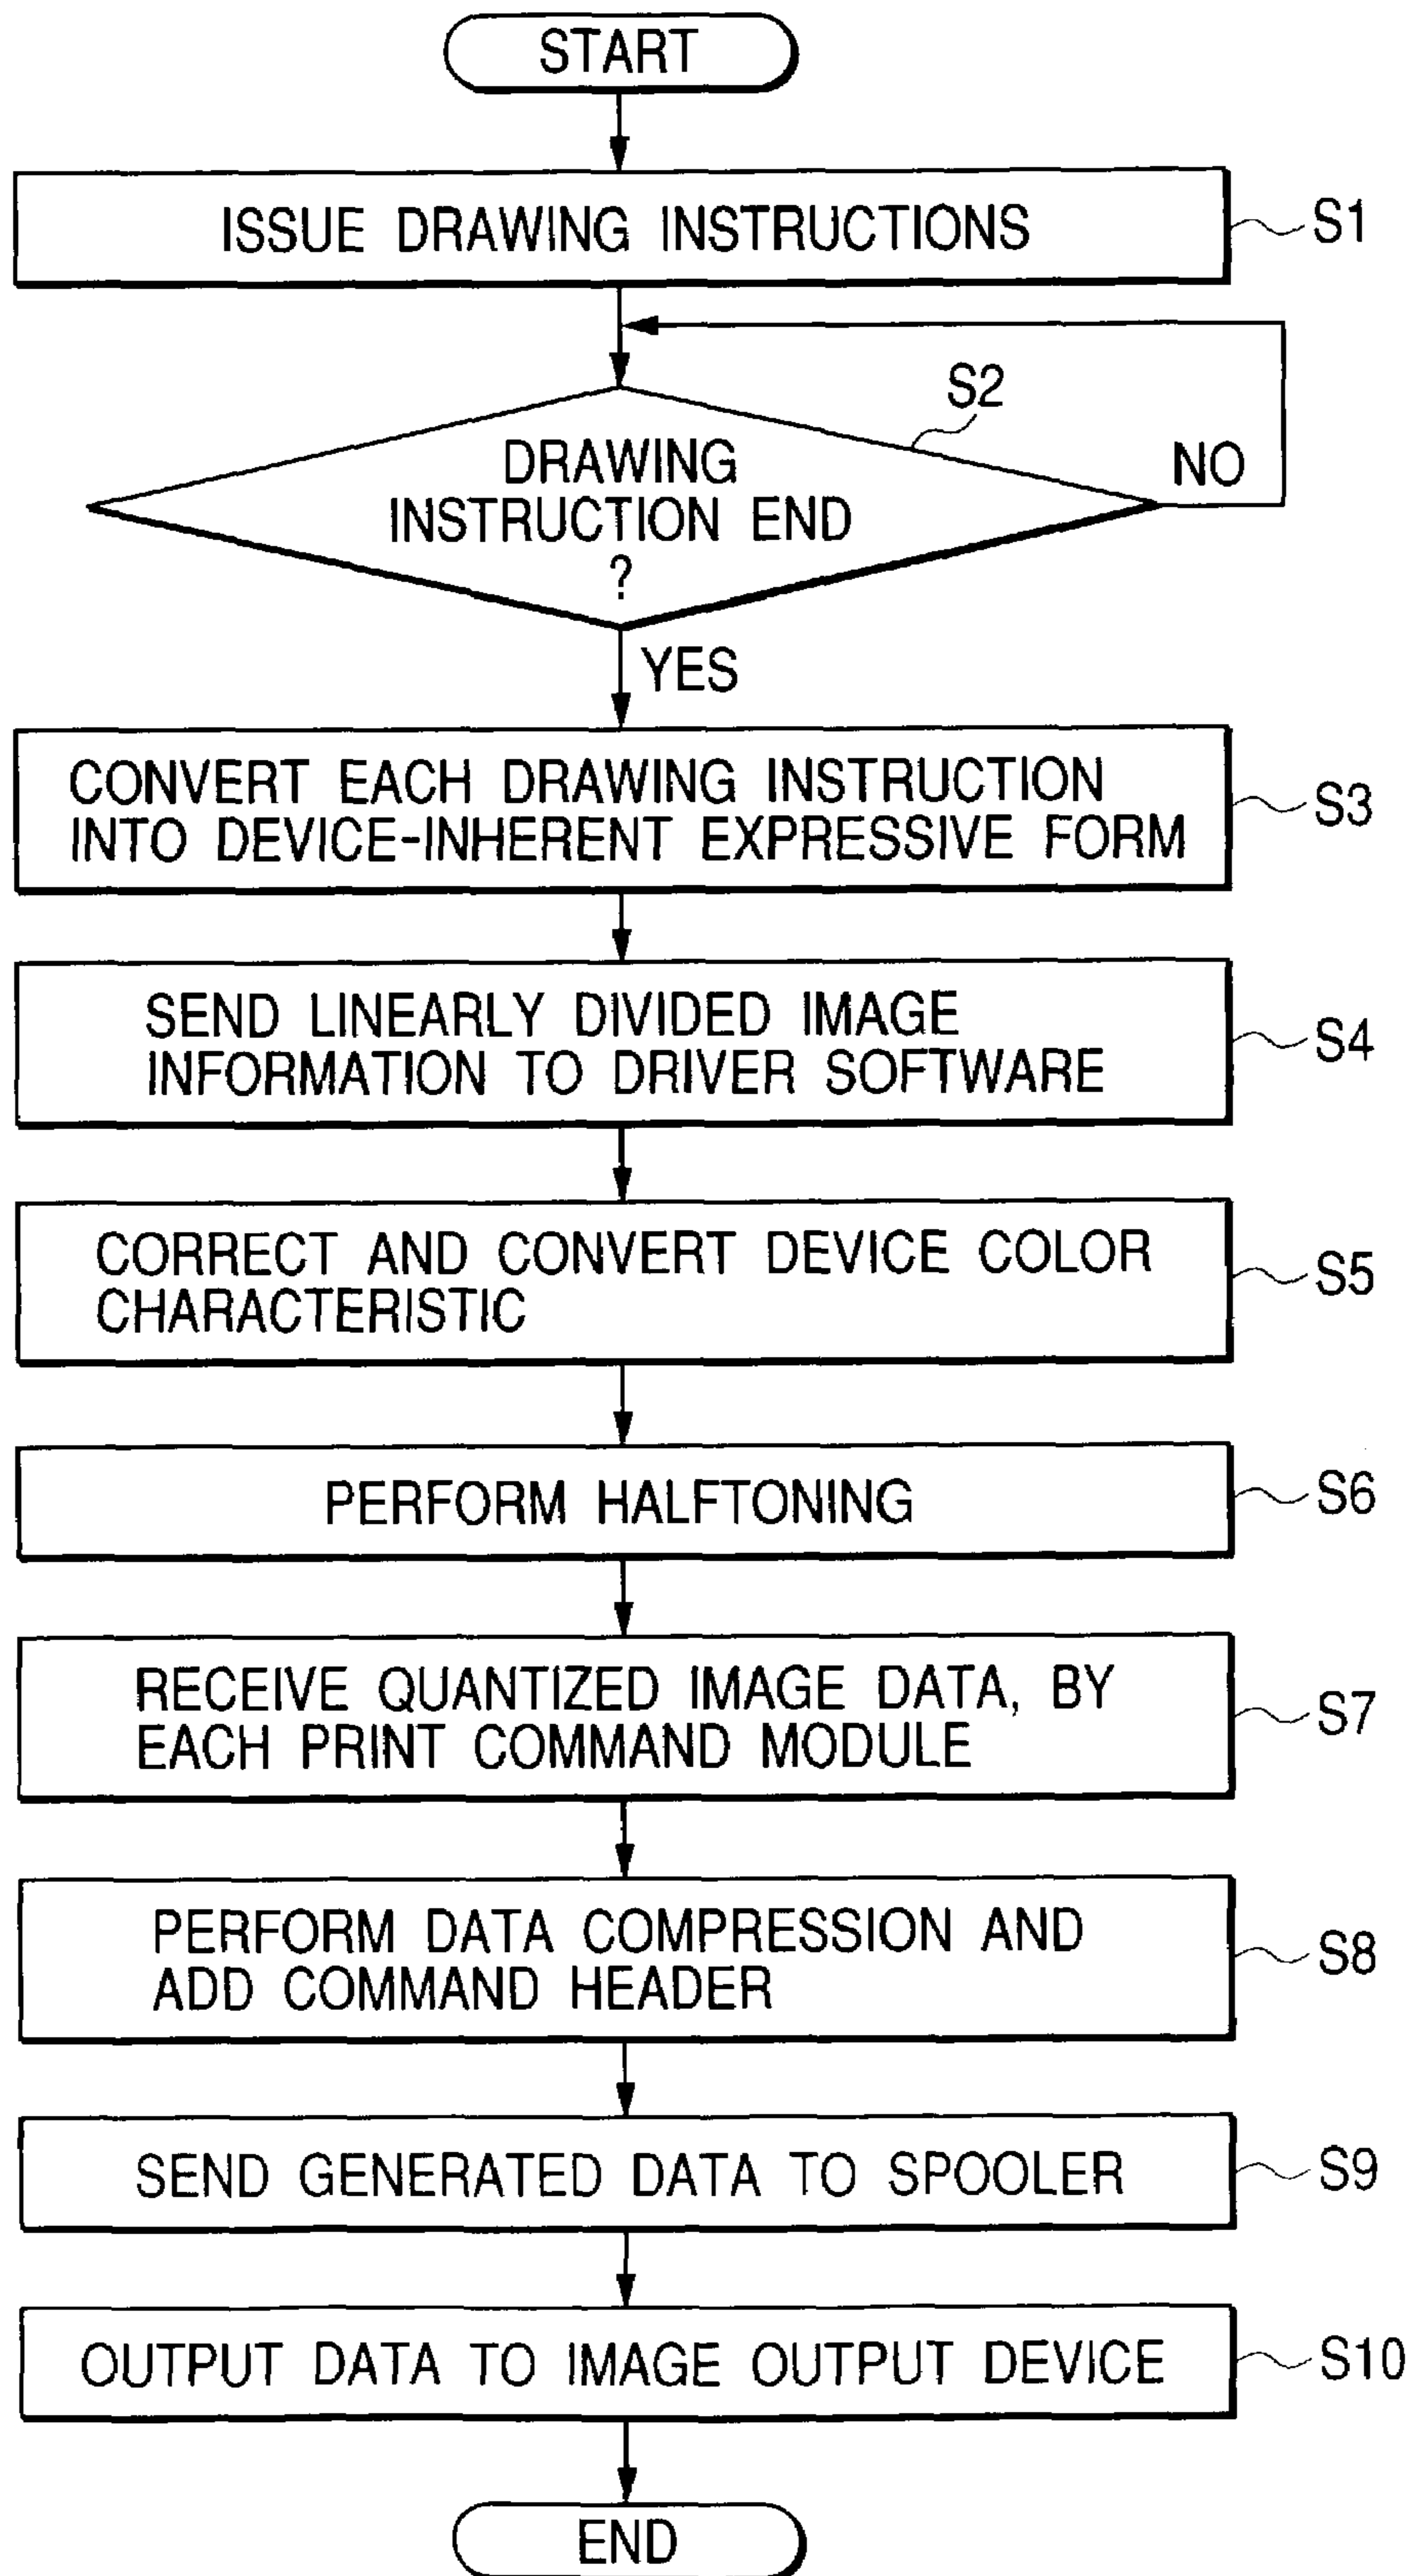 START
ISSUE DRAWING INSTRUCTIONS
S1
S2
DRAWING
INSTRUCTION END
?
NO
YES
CONVERT EACH DRAWING INSTRUCTION
INTO DEVICE-INHERENT EXPRESSIVE FORM
S3
SEND LINEARLY DIVIDED IMAGE
INFORMATION TO DRIVER SOFTWARE
S4
CORRECT AND CONVERT DEVICE COLOR
CHARACTERISTIC
S5
PERFORM HALFTONING
S6
RECEIVE QUANTIZED IMAGE DATA, BY
EACH PRINT COMMAND MODULE
S7
PERFORM DATA COMPRESSION AND
ADD COMMAND HEADER
S8
SEND GENERATED DATA TO SPOOLER
S9
OUTPUT DATA TO IMAGE OUTPUT DEVICE
S10
END